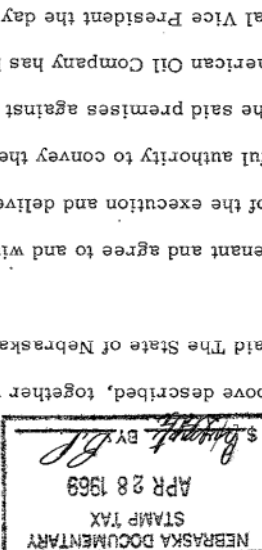 NEBRASKA DOCUMENTARY
STAMP TAX
APR 28 1969
$ BY
ove described, together
aid The State of Nebraska
enant and agree to and wi
of the execution and delive
ful authority to convey the
he said premises against
merican Oil Company has
al Vice President the day